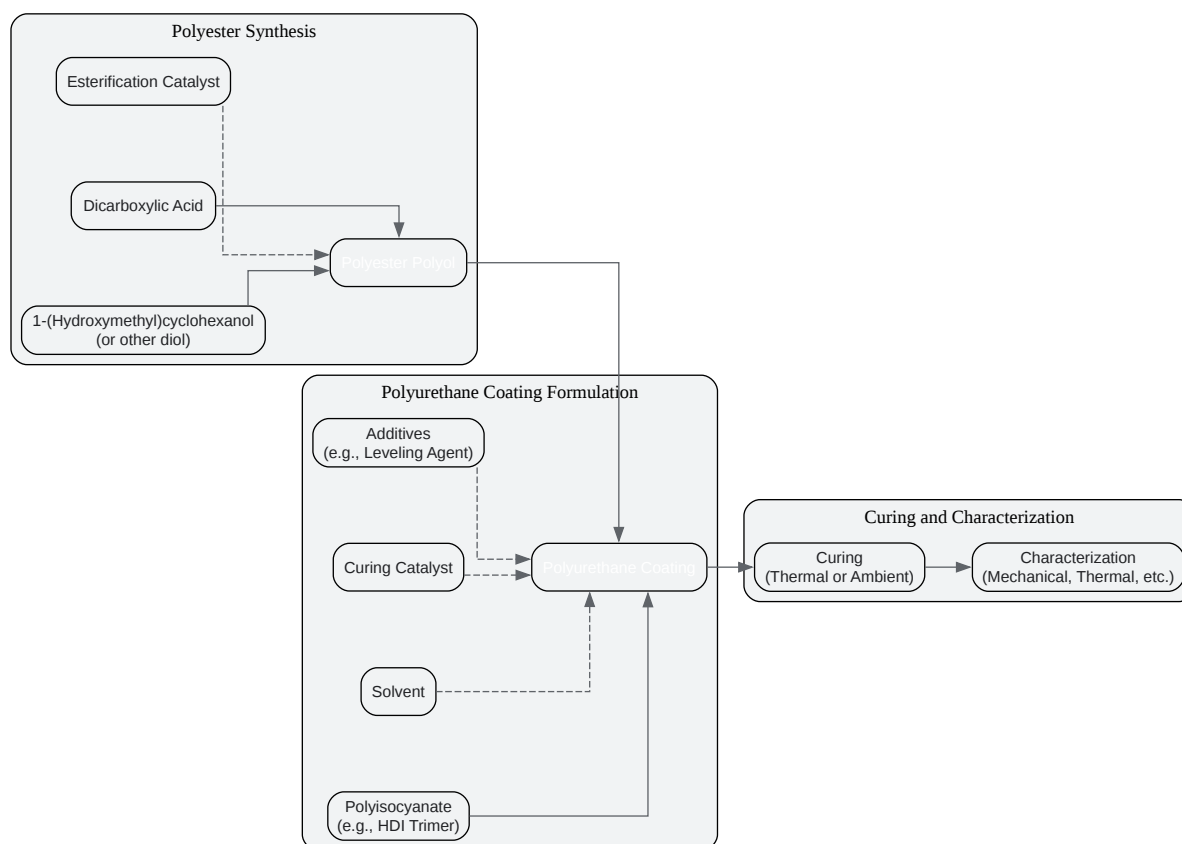 Polyester Synthesis
Esterification Catalyst
Dicarboxylic Acid
Polyester Polyol
1-(Hydroxymethyl)cyclohexanol
(or other diol)
Polyurethane Coating Formulation
Additives
(e.g., Leveling Agent)
Curing Catalyst
Polyurethane Coating
Solvent
Polyisocyanate
(e.g., HDI Trimer)
Curing and Characterization
Curing
(Thermal or Ambient)
Characterization
(Mechanical, Thermal, etc.)